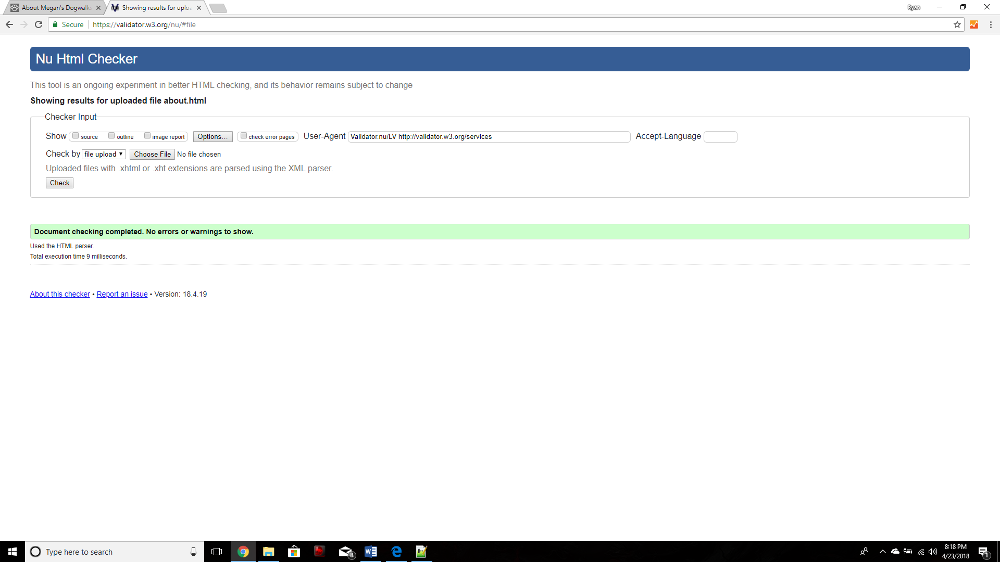 About Megan's Dogwalks
Showing results for uploa
Ryan
Secure https://validator.w3.org/nu/#file
Nu Html Checker
This tool is an ongoing experiment in better HTML checking, and its behavior remains subject to change
Showing results for uploaded file about.html
Checker Input
Show source outline image report Options... check error pages User-Agent Validator.nu/LV http://validator.w3.org/services Accept-Language
Check by file upload Choose File No file chosen
Uploaded files with .xhtml or .xht extensions are parsed using the XML parser.
Check
Document checking completed. No errors or warnings to show.
Used the HTML parser.
Total execution time 9 milliseconds.
About this checker • Report an issue • Version: 18.4.19
Type here to search
8
8:18 PM
4/23/2018
1